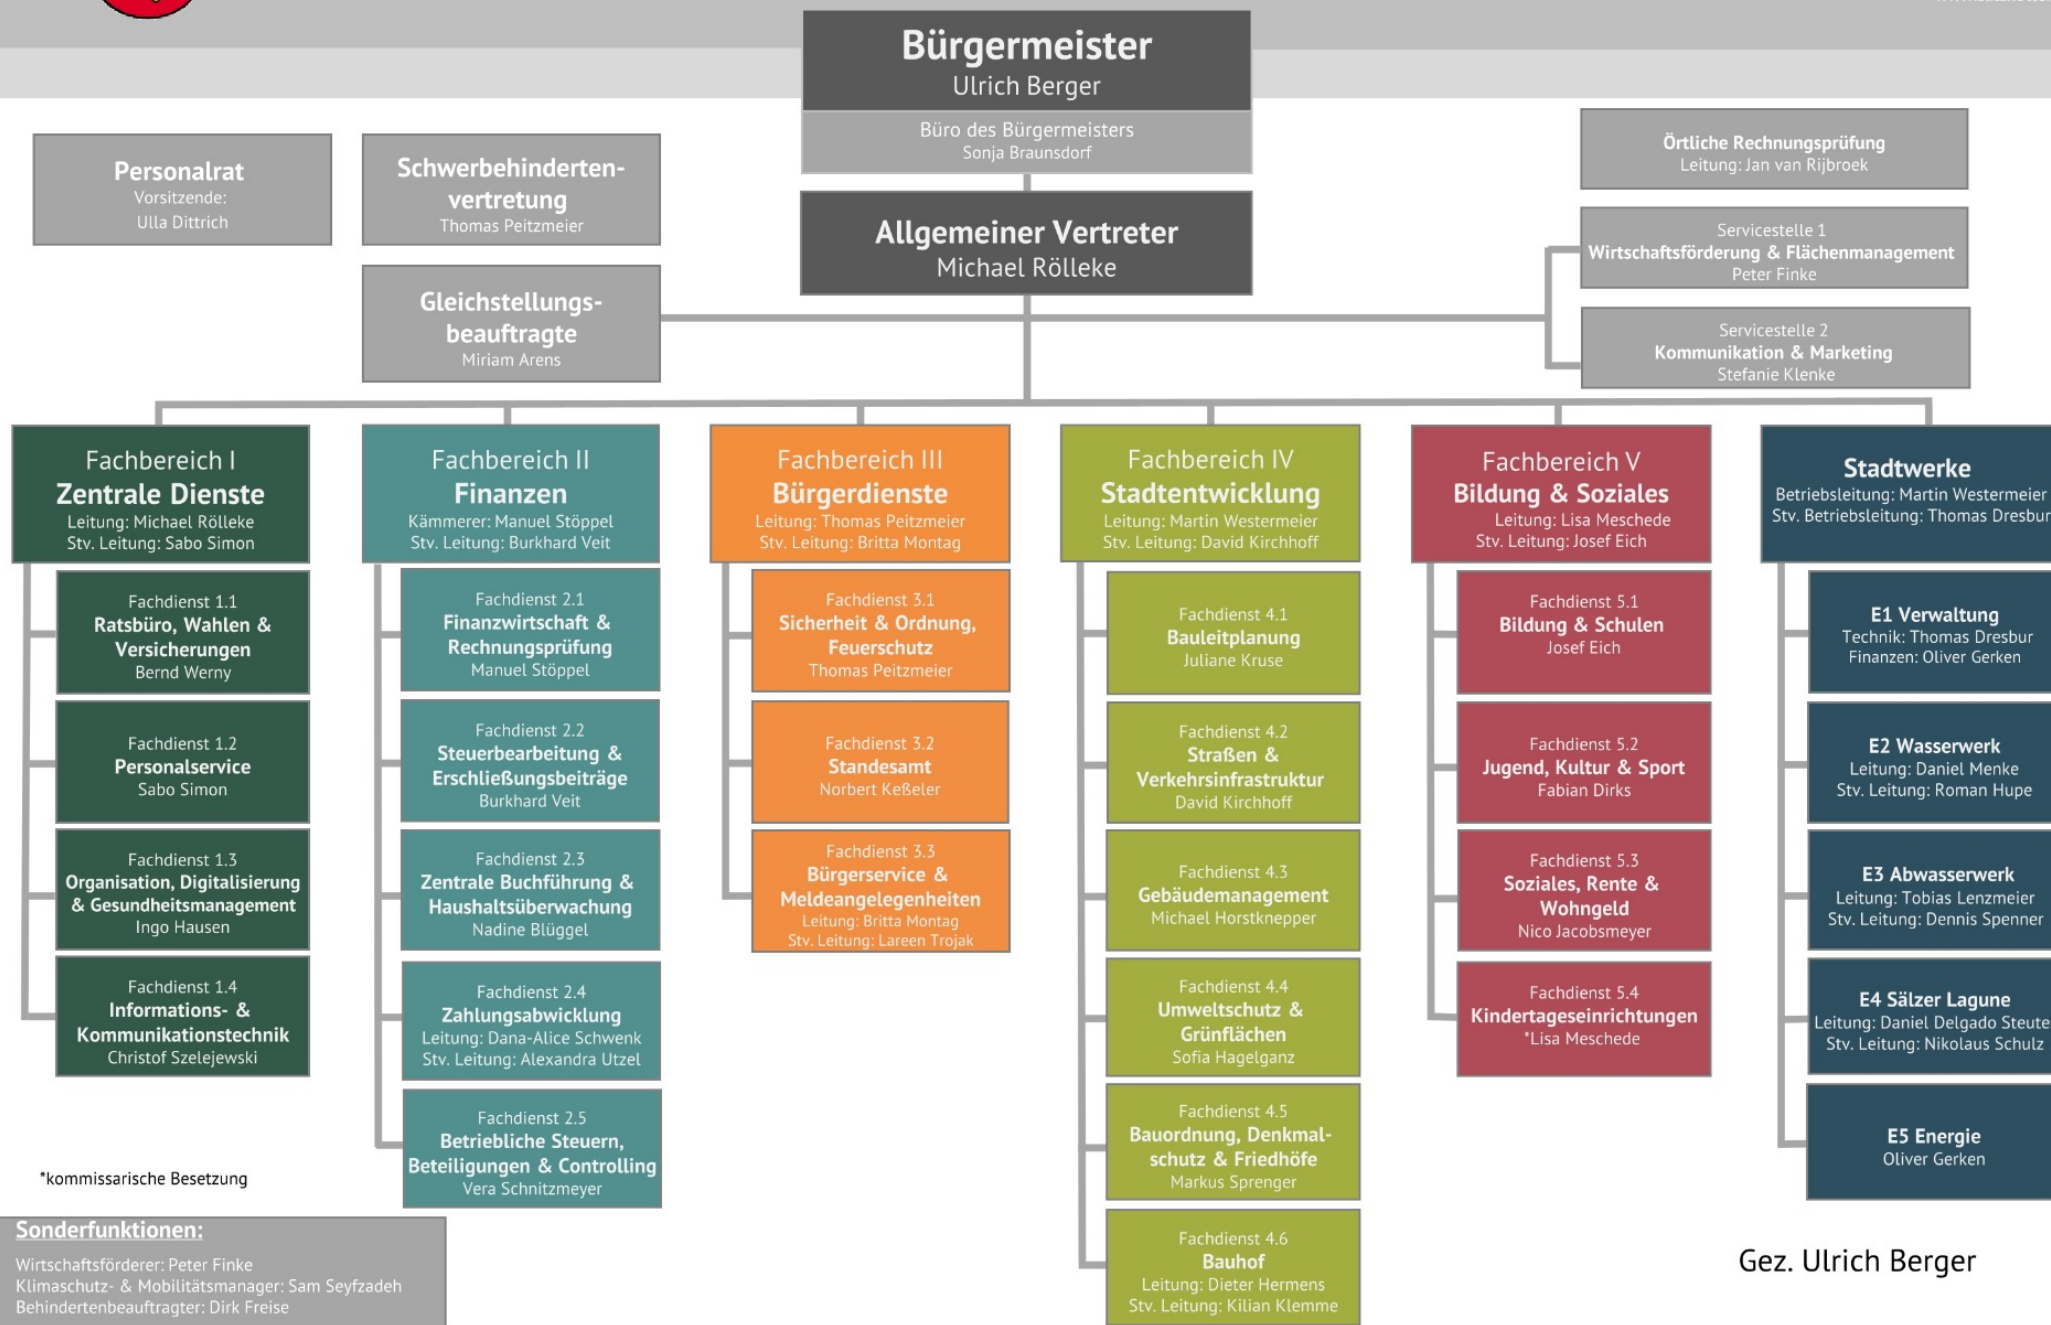 Bürgermeister
Ulrich Berger
Büro des Bürgermeisters
Sonja Braunsdorf
Allgemeiner Vertreter
Michael Rölleke
Personalrat
Vorsitzende:
Ulla Dittrich
Schwerbehinderten-
vertretung
Thomas Peitzmeier
Gleichstellungs-
beauftragte
Miriam Arens
Örtliche Rechnungsprüfung
Leitung: Jan van Rijbroek
Servicestelle 1
Wirtschaftsförderung & Flächenmanagement
Peter Finke
Servicestelle 2
Kommunikation & Marketing
Stefanie Klenke
Fachbereich I
Zentrale Dienste
Leitung: Michael Rölleke
Stv. Leitung: Sabo Simon
Fachdienst 1.1
Ratsbüro, Wahlen &
Versicherungen
Bernd Werny
Fachdienst 1.2
Personalservice
Sabo Simon
Fachdienst 1.3
Organisation, Digitalisierung
& Gesundheitsmanagement
Ingo Hausen
Fachdienst 1.4
Informations- &
Kommunikationstechnik
Christof Szelejewski
Fachbereich II
Finanzen
Kämmerer: Manuel Stöppel
Stv. Leitung: Burkhard Veit
Fachdienst 2.1
Finanzwirtschaft &
Rechnungsprüfung
Manuel Stöppel
Fachdienst 2.2
Steuerbearbeitung &
Erschließungsbeiträge
Burkhard Veit
Fachdienst 2.3
Zentrale Buchführung &
Haushaltsüberwachung
Nadine Blüggel
Fachdienst 2.4
Zahlungsabwicklung
Leitung: Dana-Alice Schwenk
Stv. Leitung: Alexandra Utzel
Fachdienst 2.5
Betriebliche Steuern,
Beteiligungen & Controlling
Vera Schnitzmeyer
Fachbereich III
Bürgerdienste
Leitung: Thomas Peitzmeier
Stv. Leitung: Britta Montag
Fachdienst 3.1
Sicherheit & Ordnung,
Feuerschutz
Thomas Peitzmeier
Fachdienst 3.2
Standesamt
Norbert Keßeler
Fachdienst 3.3
Bürgerservice &
Meldeangelegenheiten
Leitung: Britta Montag
Stv. Leitung: Lareen Trojak
Fachbereich IV
Stadtentwicklung
Leitung: Martin Westermeier
Stv. Leitung: David Kirchhoff
Fachdienst 4.1
Bauleitplanung
Juliane Kruse
Fachdienst 4.2
Straßen &
Verkehrsinfrastruktur
David Kirchhoff
Fachdienst 4.3
Gebäudemanagement
Michael Horstknepper
Fachdienst 4.4
Umweltschutz &
Grünflächen
Sofia Hagelganz
Fachdienst 4.5
Bauordnung, Denkmal-
schutz & Friedhöfe
Markus Sprenger
Fachdienst 4.6
Bauhof
Leitung: Dieter Hermens
Stv. Leitung: Kilian Klemme
Fachbereich V
Bildung & Soziales
Leitung: Lisa Meschede
Stv. Leitung: Josef Eich
Fachdienst 5.1
Bildung & Schulen
Josef Eich
Fachdienst 5.2
Jugend, Kultur & Sport
Fabian Dirks
Fachdienst 5.3
Soziales, Rente &
Wohngeld
Nico Jacobsmeyer
Fachdienst 5.4
Kindertageseinrichtungen
*Lisa Meschede
Stadtwerke
Betriebsleitung: Martin Westermeier
Stv. Betriebsleitung: Thomas Dresbur
E1 Verwaltung
Technik: Thomas Dresbur
Finanzen: Oliver Gerken
E2 Wasserwerk
Leitung: Daniel Menke
Stv. Leitung: Roman Hupe
E3 Abwasserwerk
Leitung: Tobias Lenzmeier
Stv. Leitung: Dennis Spenner
E4 Sälzer Lagune
Leitung: Daniel Delgado Steute
Stv. Leitung: Nikolaus Schulz
E5 Energie
Oliver Gerken
*kommissarische Besetzung
Sonderfunktionen:
Wirtschaftsförderer: Peter Finke
Klimaschutz- & Mobilitätsmanager: Sam Seyfzadeh
Behindertenbeauftragter: Dirk Freise
Gez. Ulrich Berger